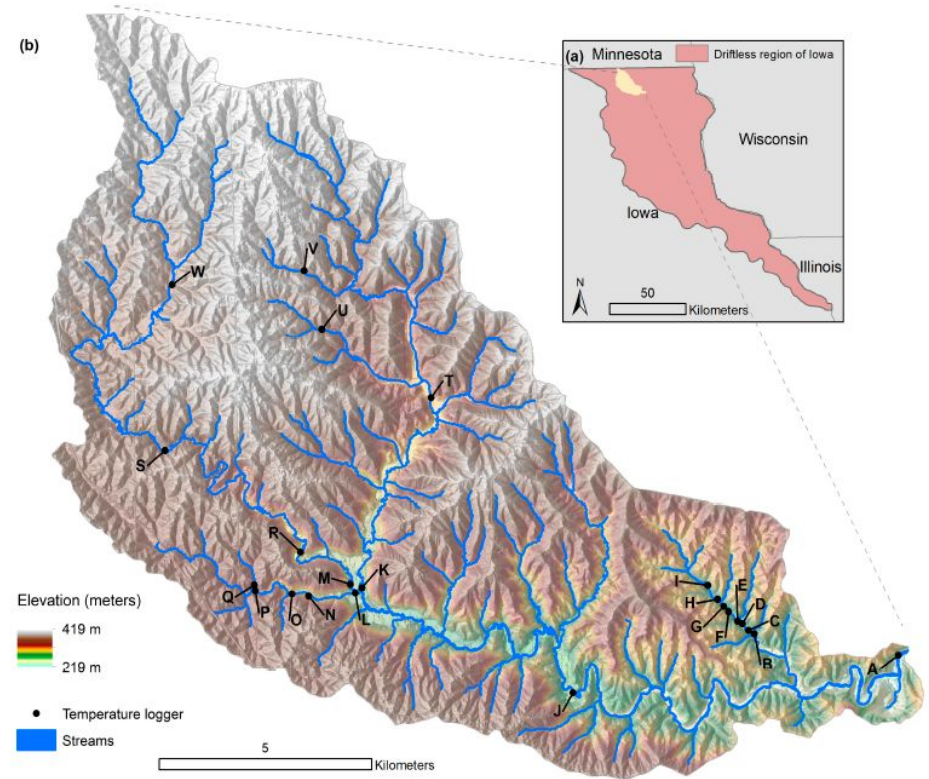 (b)
(a)
Minnesota
Driftless region of Iowa
Wisconsin
Iowa
Illinois
N
50
Kilometers
V
W
U
T
S
R
M
K
Q
P
O
N
L
I
E
H
D
G
F
C
B
A
J
Elevation (meters)
419 m
219 m
Temperature logger
Streams
5
Kilometers